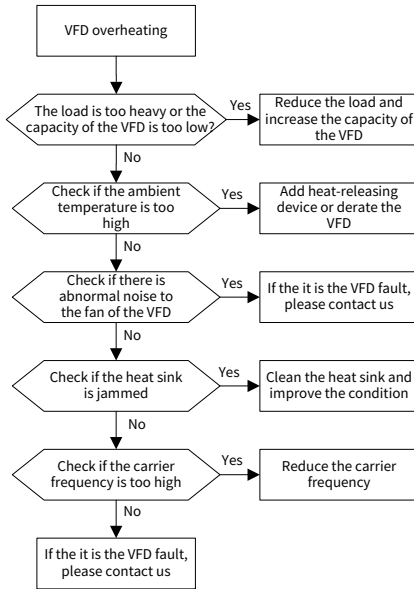 VFD overheating
The load is too heavy or the
capacity of the VFD is too low?
Yes
Reduce the load and
increase the capacity of
the VFD
No
Check if the ambient
temperature is too
high
Yes
Add heat-releasing
device or derate the
VFD
No
Check if there is
abnormal noise to
the fan of the VFD
Yes
If the it is the VFD fault,
please contact us
No
Check if the heat sink
is jammed
Yes
Clean the heat sink and
improve the condition
No
Check if the carrier
frequency is too high
Yes
Reduce the carrier
frequency
No
If the it is the VFD fault,
please contact us